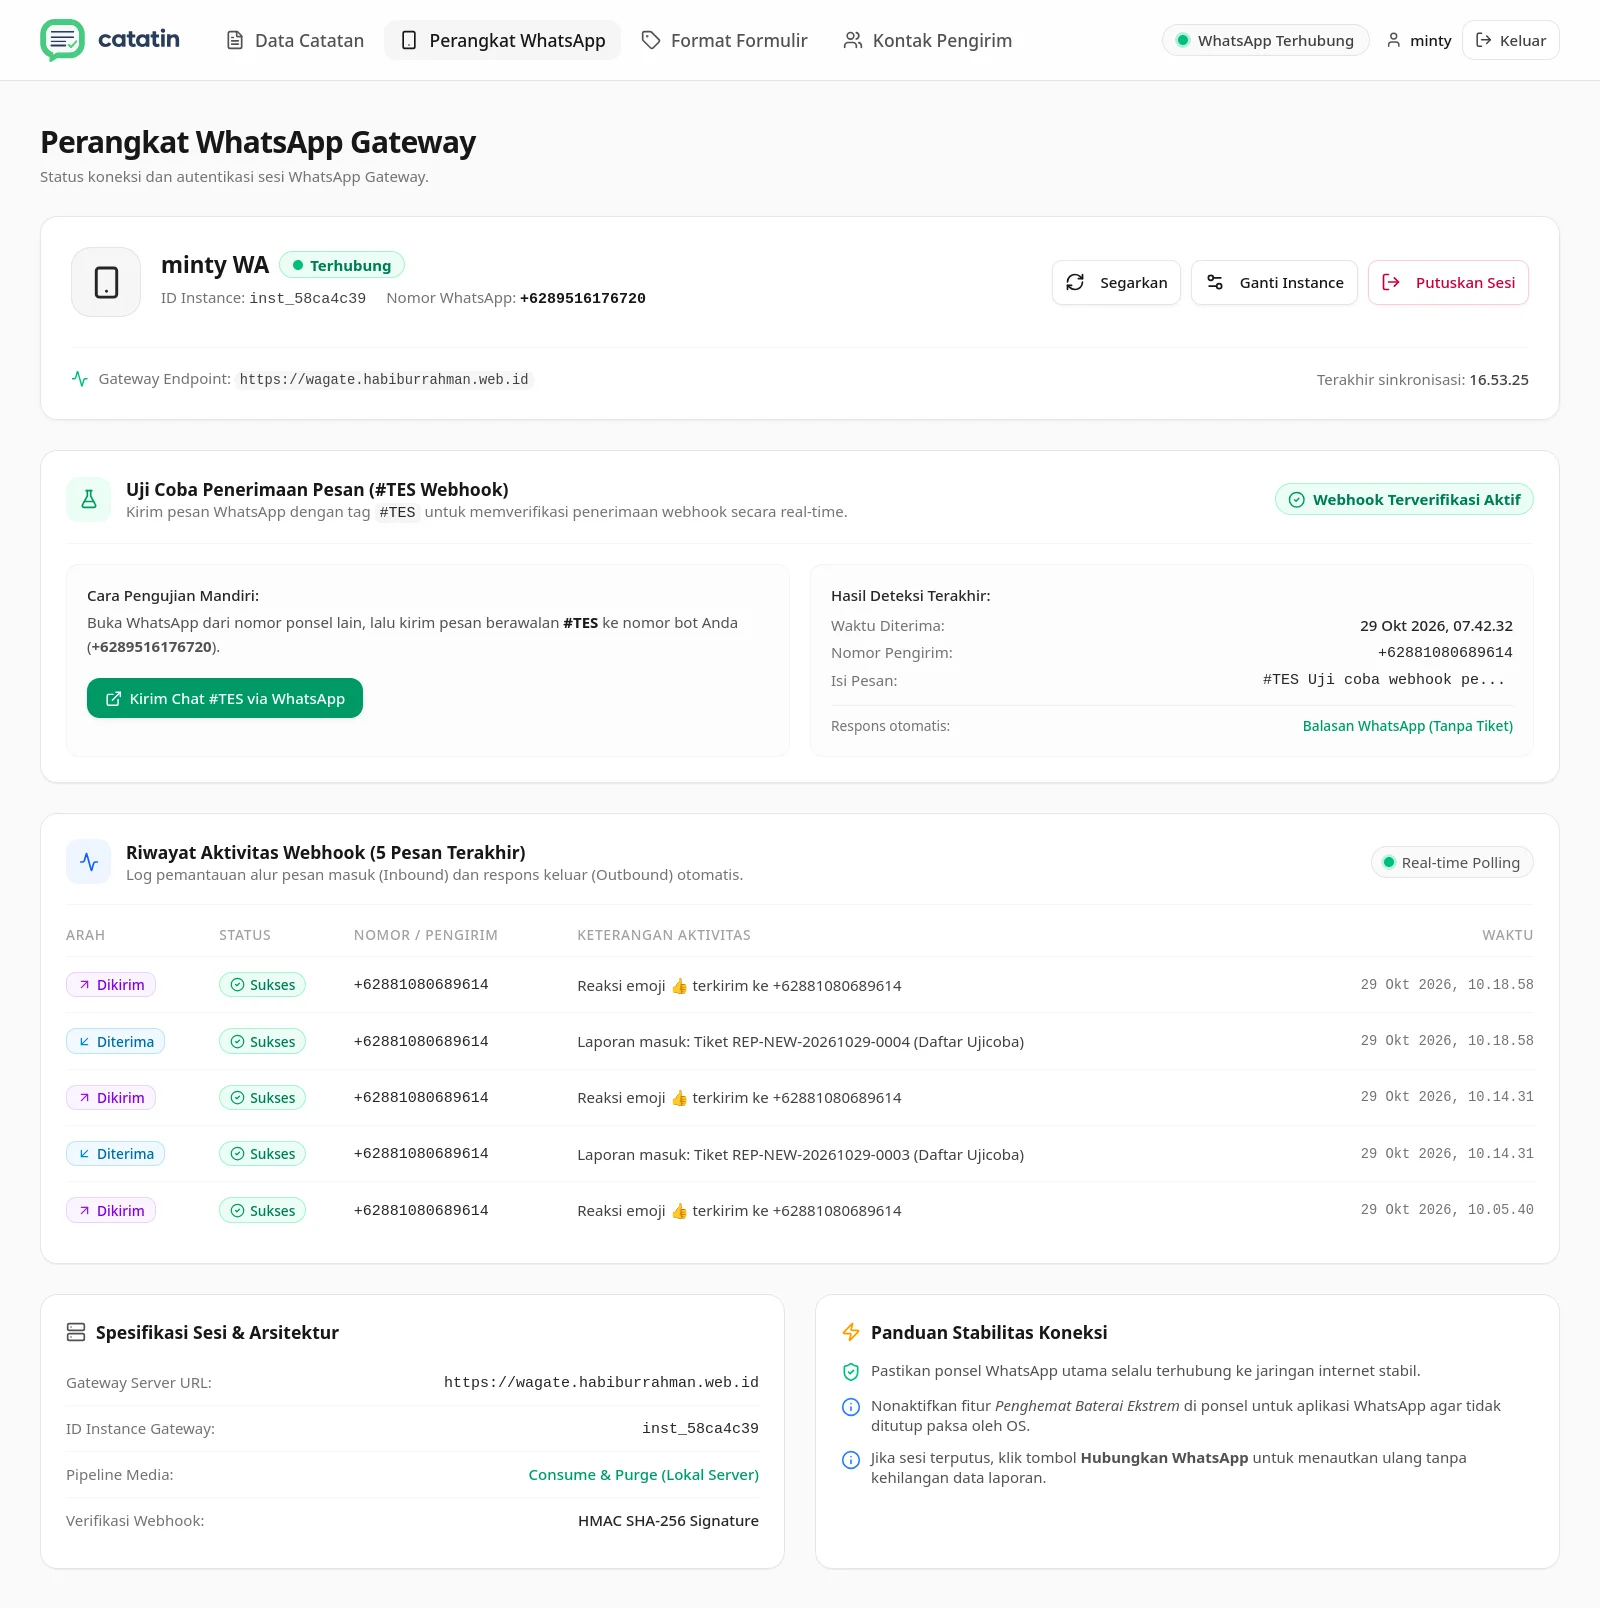 catatin
Data Catatan
Perangkat WhatsApp
Format Formulir
Kontak Pengirim
WhatsApp Terhubung
minty
Keluar
Perangkat WhatsApp Gateway
Status koneksi dan autentikasi sesi WhatsApp Gateway.
minty WA
Terhubung
ID Instance: inst_58ca4c39 Nomor WhatsApp: +6289516176720
Segarkan
Ganti Instance
Putuskan Sesi
Gateway Endpoint: https://wagate.habiburrahman.web.id
Terakhir sinkronisasi: 16.53.25
Uji Coba Penerimaan Pesan (#TES Webhook)
Kirim pesan WhatsApp dengan tag #TES untuk memverifikasi penerimaan webhook secara real-time.
Webhook Terverifikasi Aktif
Cara Pengujian Mandiri:
Buka WhatsApp dari nomor ponsel lain, lalu kirim pesan berawalan #TES ke nomor bot Anda
(+6289516176720).
Kirim Chat #TES via WhatsApp
Hasil Deteksi Terakhir:
Waktu Diterima: 29 Okt 2026, 07.42.32
Nomor Pengirim: +62881080689614
Isi Pesan: #TES Uji coba webhook pe...
Respons otomatis: Balasan WhatsApp (Tanpa Tiket)
Riwayat Aktivitas Webhook (5 Pesan Terakhir)
Log pemantauan alur pesan masuk (Inbound) dan respons keluar (Outbound) otomatis.
Real-time Polling
ARAH STATUS NOMOR / PENGIRIM KETERANGAN AKTIVITAS WAKTU
Dikirim Sukses +62881080689614 Reaksi emoji 👍 terkirim ke +62881080689614 29 Okt 2026, 10.18.58
Diterima Sukses +62881080689614 Laporan masuk: Tiket REP-NEW-20261029-0004 (Daftar Ujicoba) 29 Okt 2026, 10.18.58
Dikirim Sukses +62881080689614 Reaksi emoji 👍 terkirim ke +62881080689614 29 Okt 2026, 10.14.31
Diterima Sukses +62881080689614 Laporan masuk: Tiket REP-NEW-20261029-0003 (Daftar Ujicoba) 29 Okt 2026, 10.14.31
Dikirim Sukses +62881080689614 Reaksi emoji 👍 terkirim ke +62881080689614 29 Okt 2026, 10.05.40
Spesifikasi Sesi & Arsitektur
Gateway Server URL: https://wagate.habiburrahman.web.id
ID Instance Gateway: inst_58ca4c39
Pipeline Media: Consume & Purge (Lokal Server)
Verifikasi Webhook: HMAC SHA-256 Signature
Panduan Stabilitas Koneksi
Pastikan ponsel WhatsApp utama selalu terhubung ke jaringan internet stabil.
Nonaktifkan fitur Penghemat Baterai Ekstrem di ponsel untuk aplikasi WhatsApp agar tidak
ditutup paksa oleh OS.
Jika sesi terputus, klik tombol Hubungkan WhatsApp untuk menautkan ulang tanpa
kehilangan data laporan.